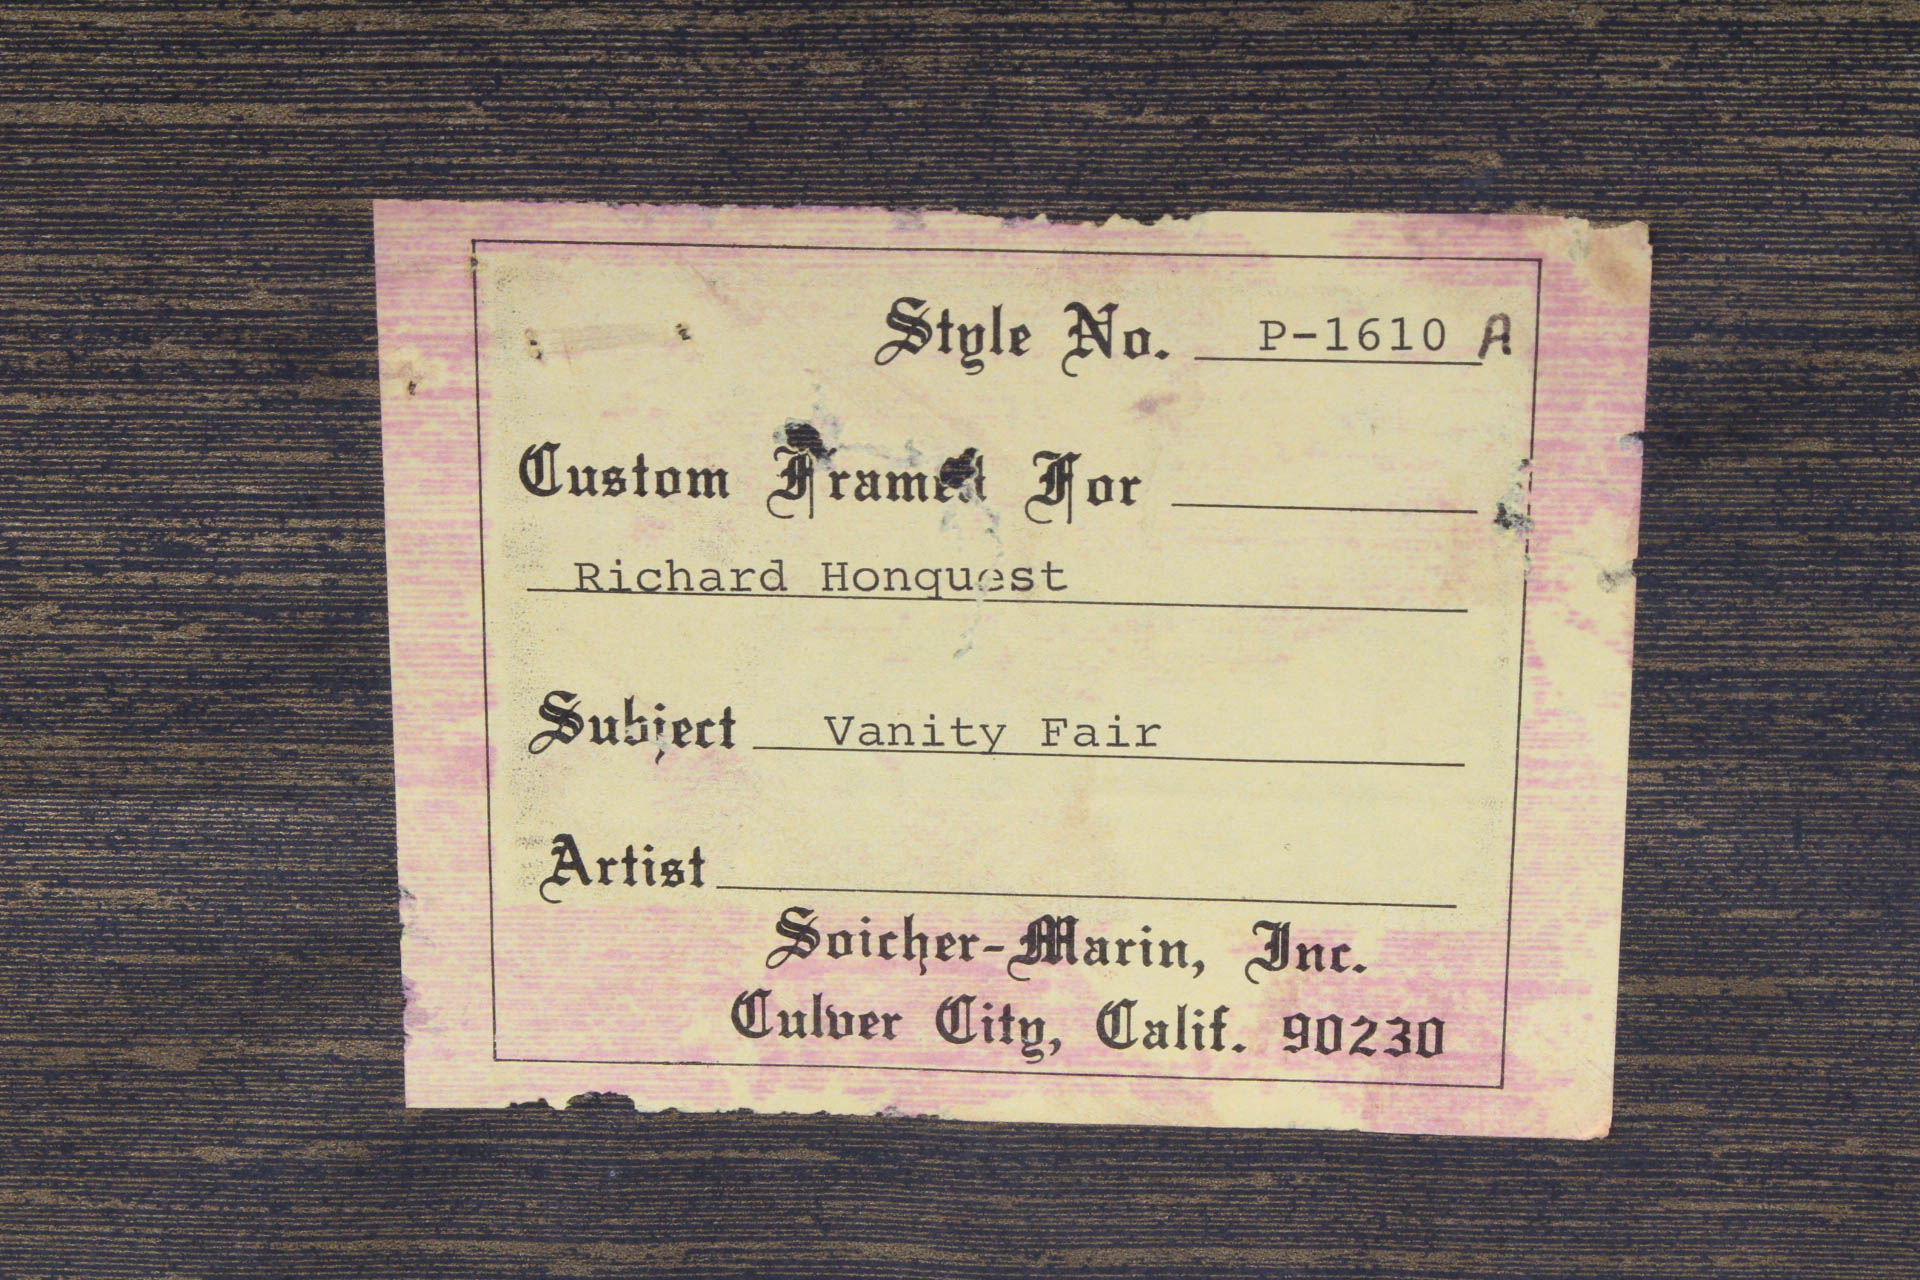 Style No. P-1610 A
Custom Framed For
Richard Honquest
Subject Vanity Fair
Artist
Soicher-Marin, Inc.
Culver City, Calif. 90230